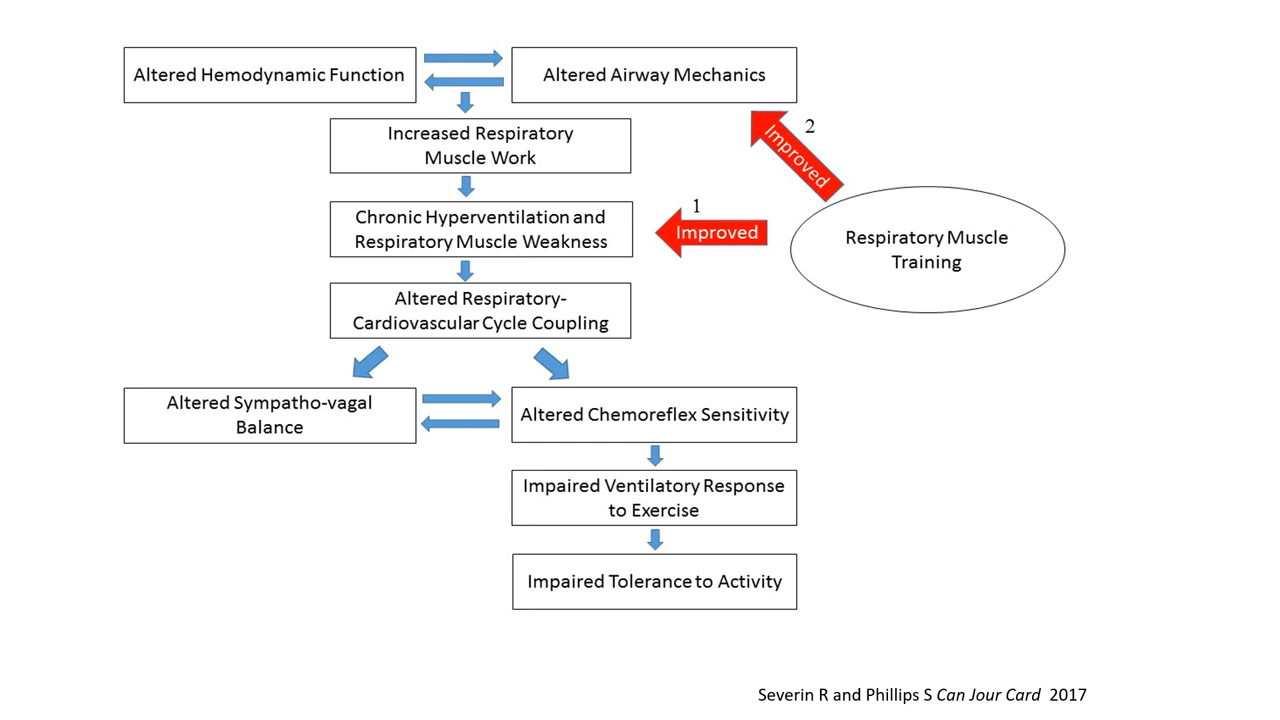 Altered Hemodynamic Function
Altered Airway Mechanics
Increased Respiratory
Muscle Work
2
Improved
Chronic Hyperventilation and
Respiratory Muscle Weakness
1
Improved
Respiratory Muscle
Training
Altered Respiratory-
Cardiovascular Cycle Coupling
Altered Sympatho-vagal
Balance
Altered Chemoreflex Sensitivity
Impaired Ventilatory Response
to Exercise
Impaired Tolerance to Activity
Severin R and Phillips S Can Jour Card 2017